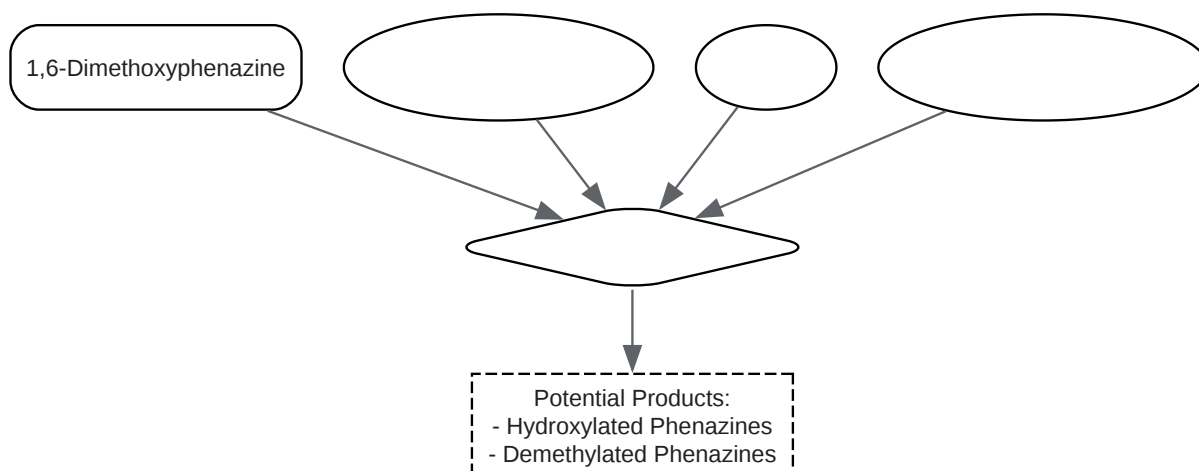 1,6-Dimethoxyphenazine
Potential Products:
- Hydroxylated Phenazines
- Demethylated Phenazines